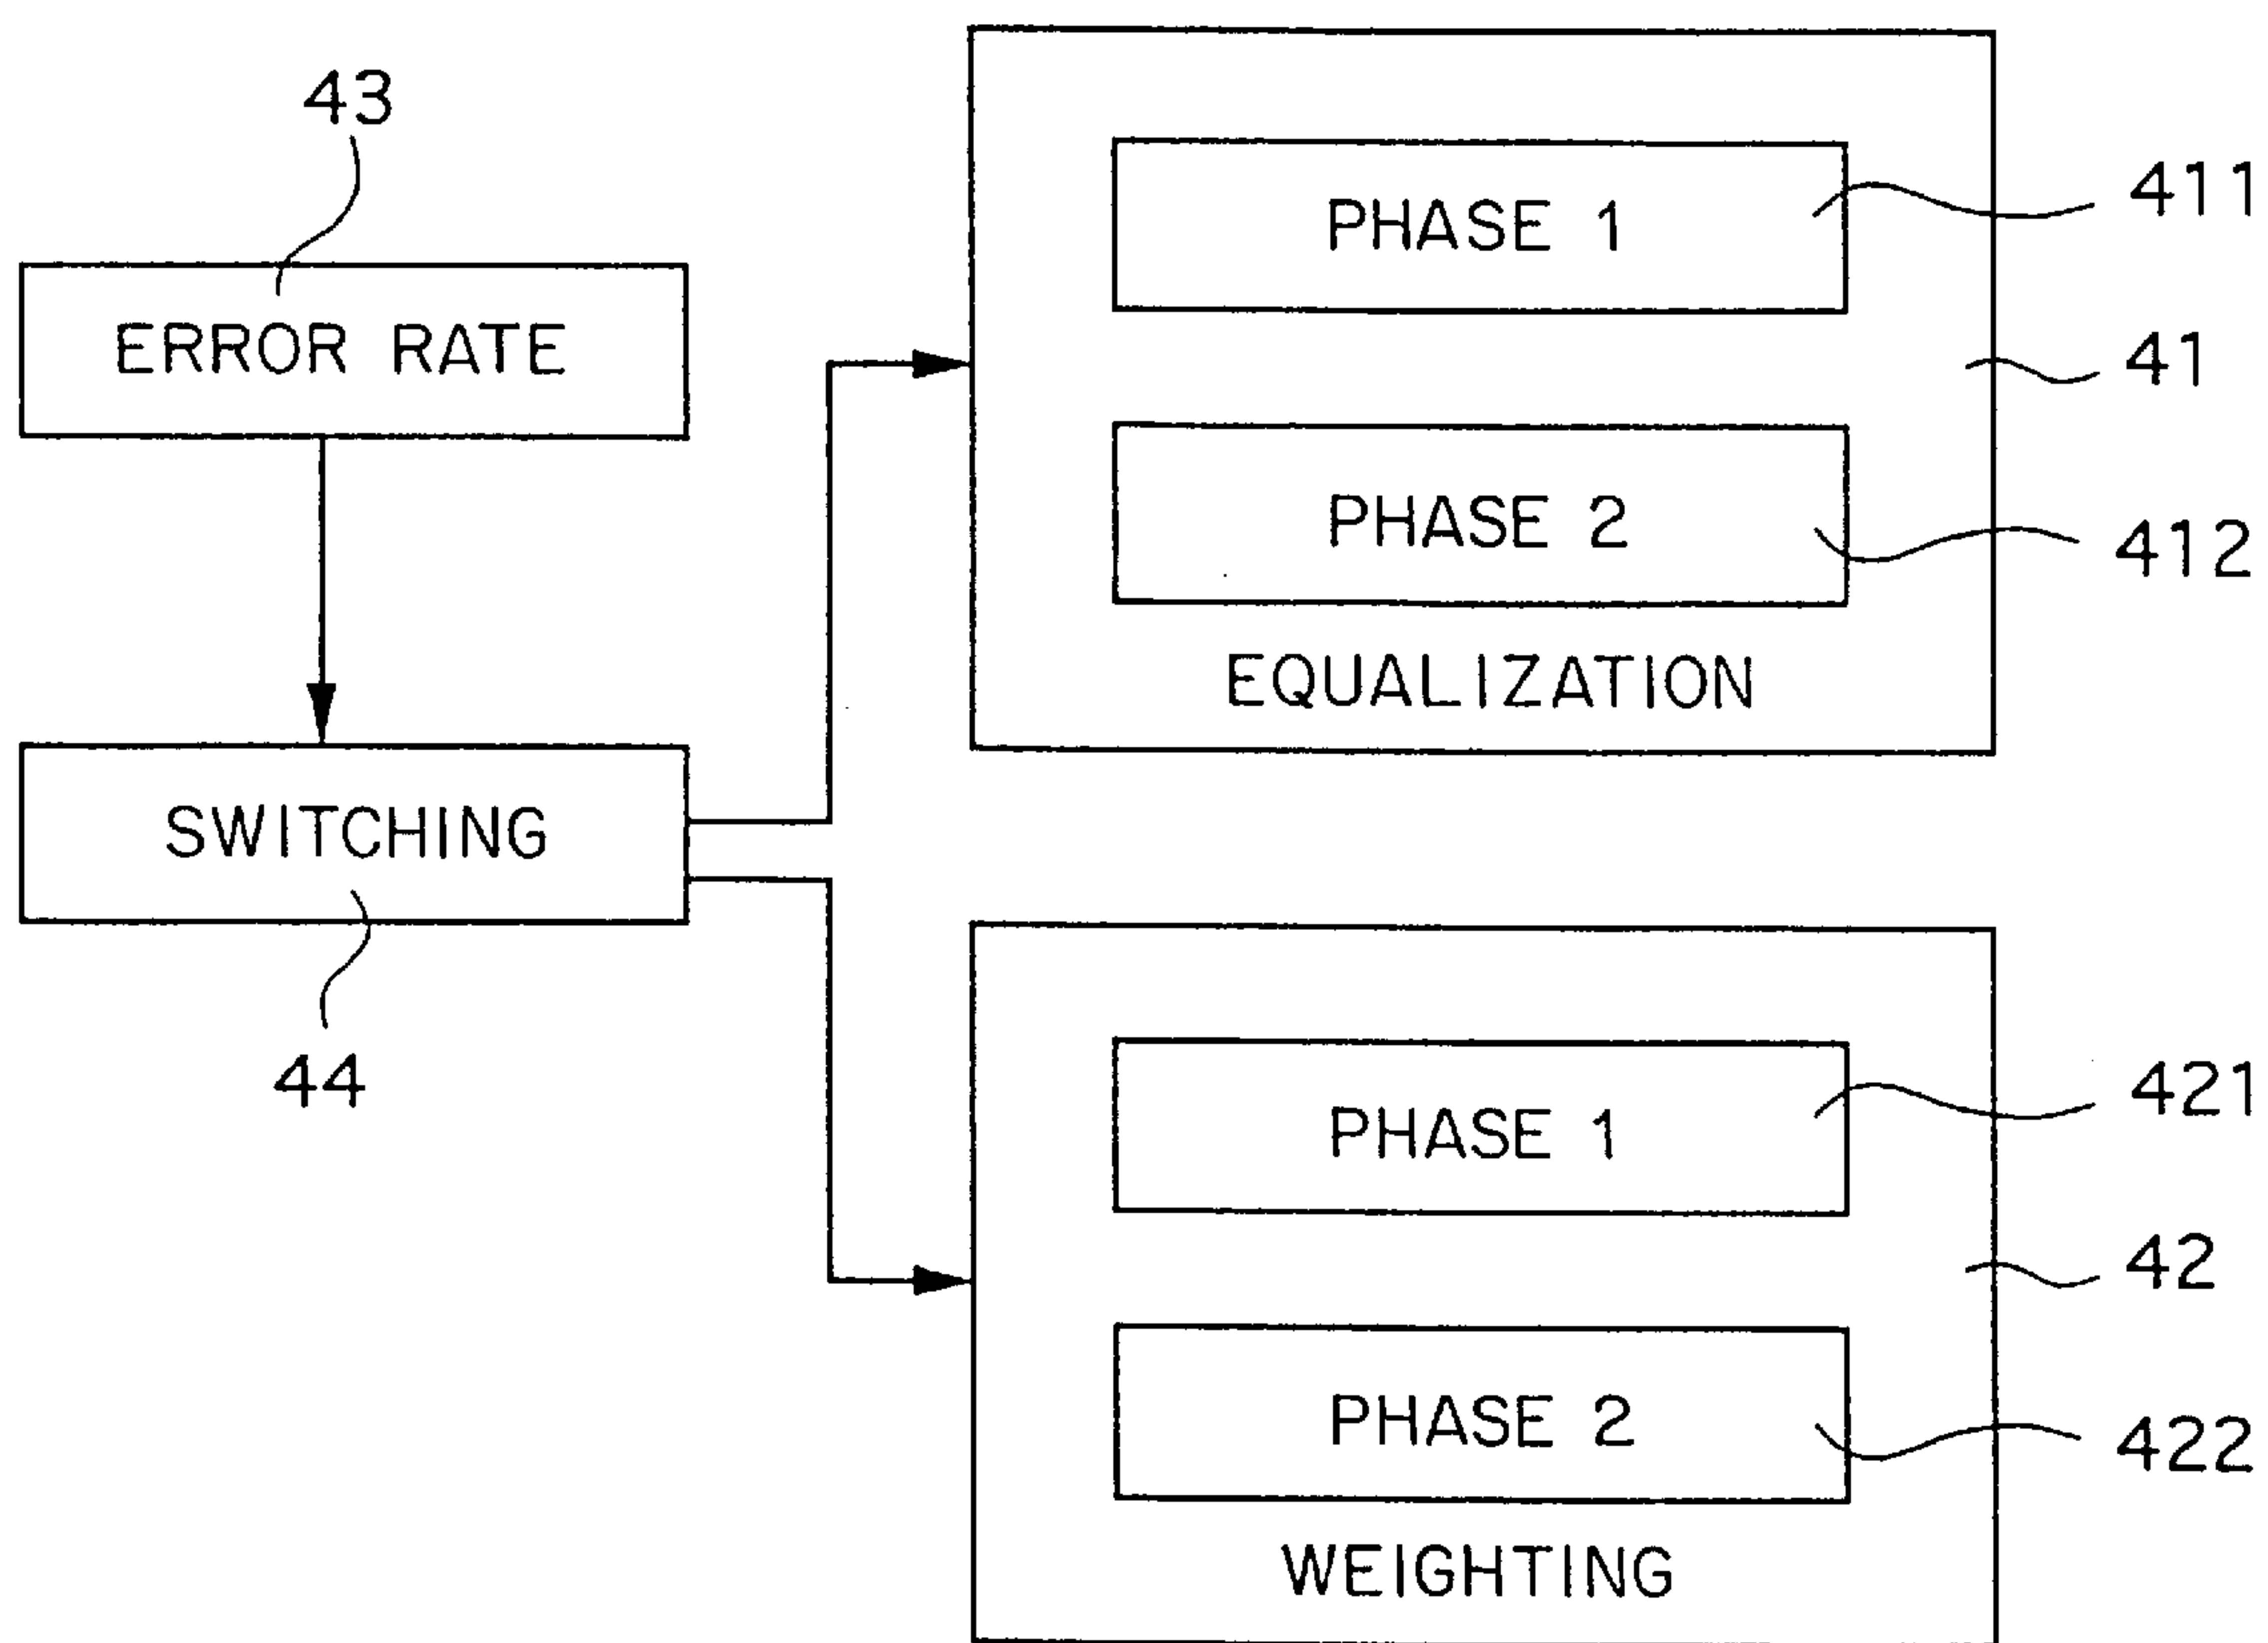 43
ERROR RATE
SWITCHING
44
PHASE 1
411
41
PHASE 2
412
EQUALIZATION
PHASE 1
421
42
PHASE 2
422
WEIGHTING